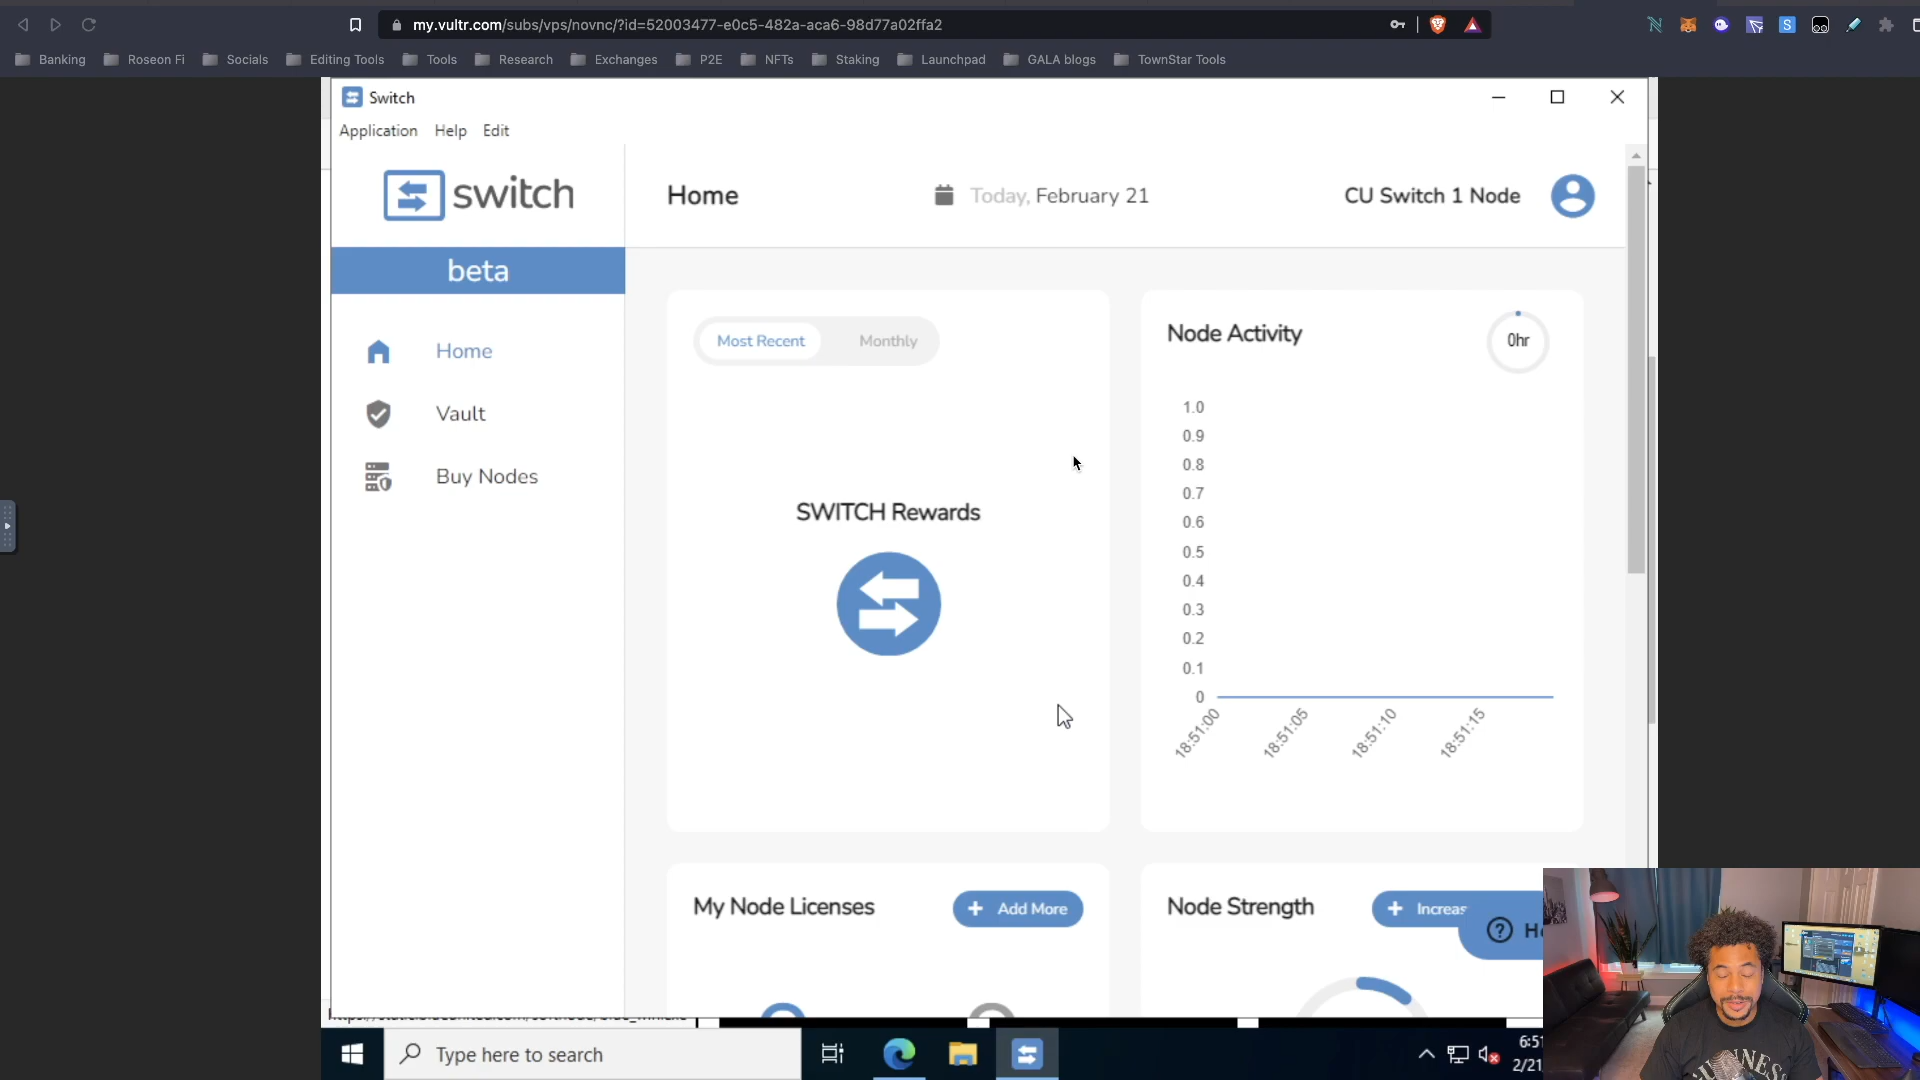 my.vultr.com/subs/vps/novnc/?id=52003477-e0c5-482a-aca6-98d77a02ffa2
Banking Roseon Fi Socials Editing Tools Tools Research Exchanges P2E NFTs Staking Launchpad GALA blogs TownStar Tools
Switch
Application Help Edit
switch
Home
Today, February 21
CU Switch 1 Node
beta
Home
Vault
Buy Nodes
Most Recent Monthly
SWITCH Rewards
Node Activity
0hr
1.0
0.9
0.8
0.7
0.6
0.5
0.4
0.3
0.2
0.1
0
18:51:00 18:51:05 18:51:10 18:51:15
My Node Licenses
+ Add More
Node Strength
+ Increas
Type here to search
6:51
2/21